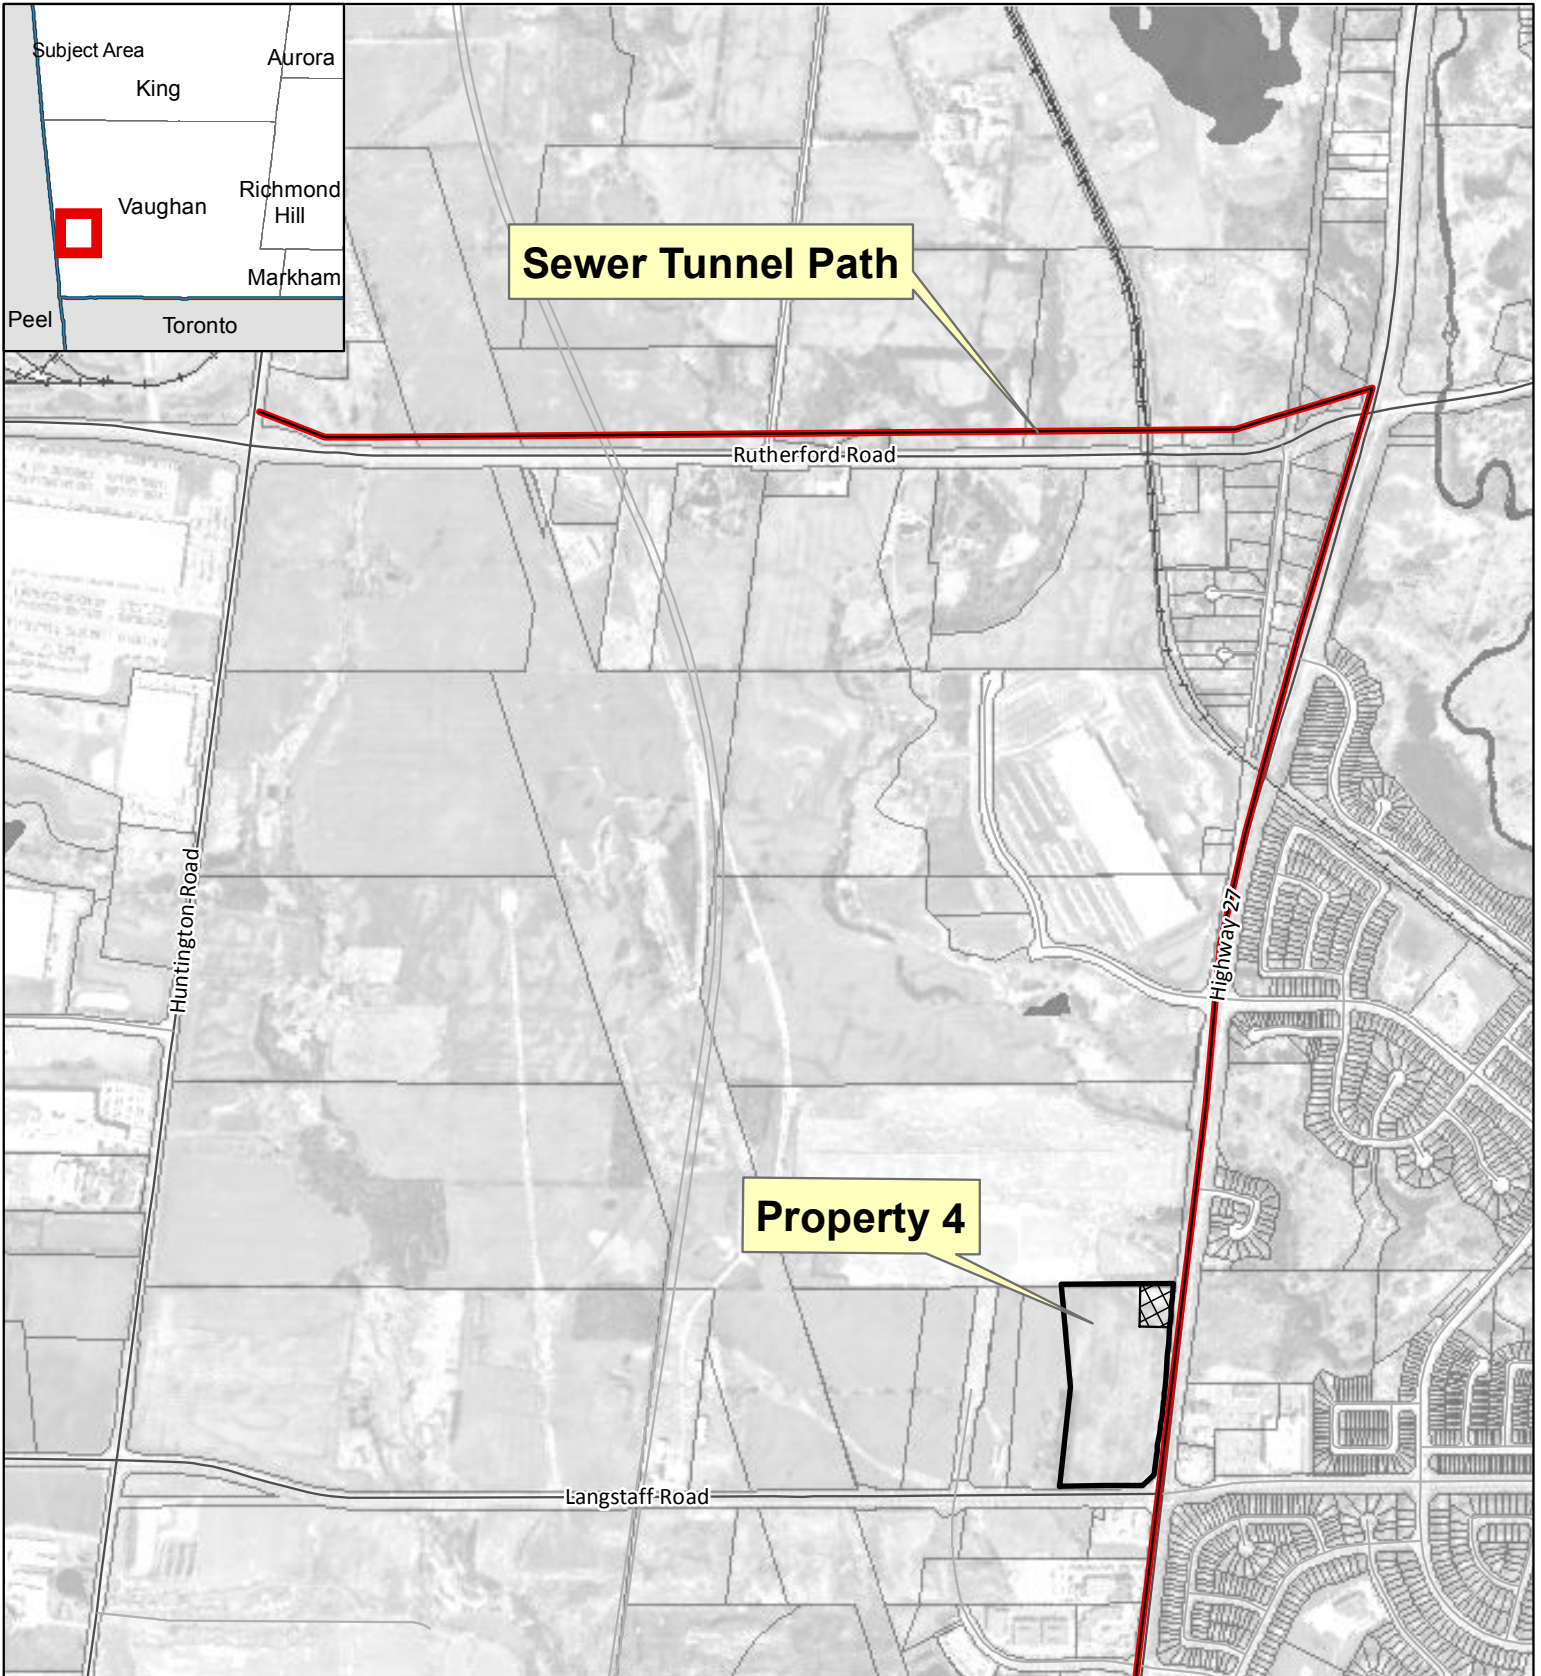 Subject Area
Aurora
King
Richmond
Hill
Vaughan
Markham
Peel
Toronto
Sewer Tunnel Path
Rutherford Road
Huntington Road
Highway 27
Property 4
Langstaff Road